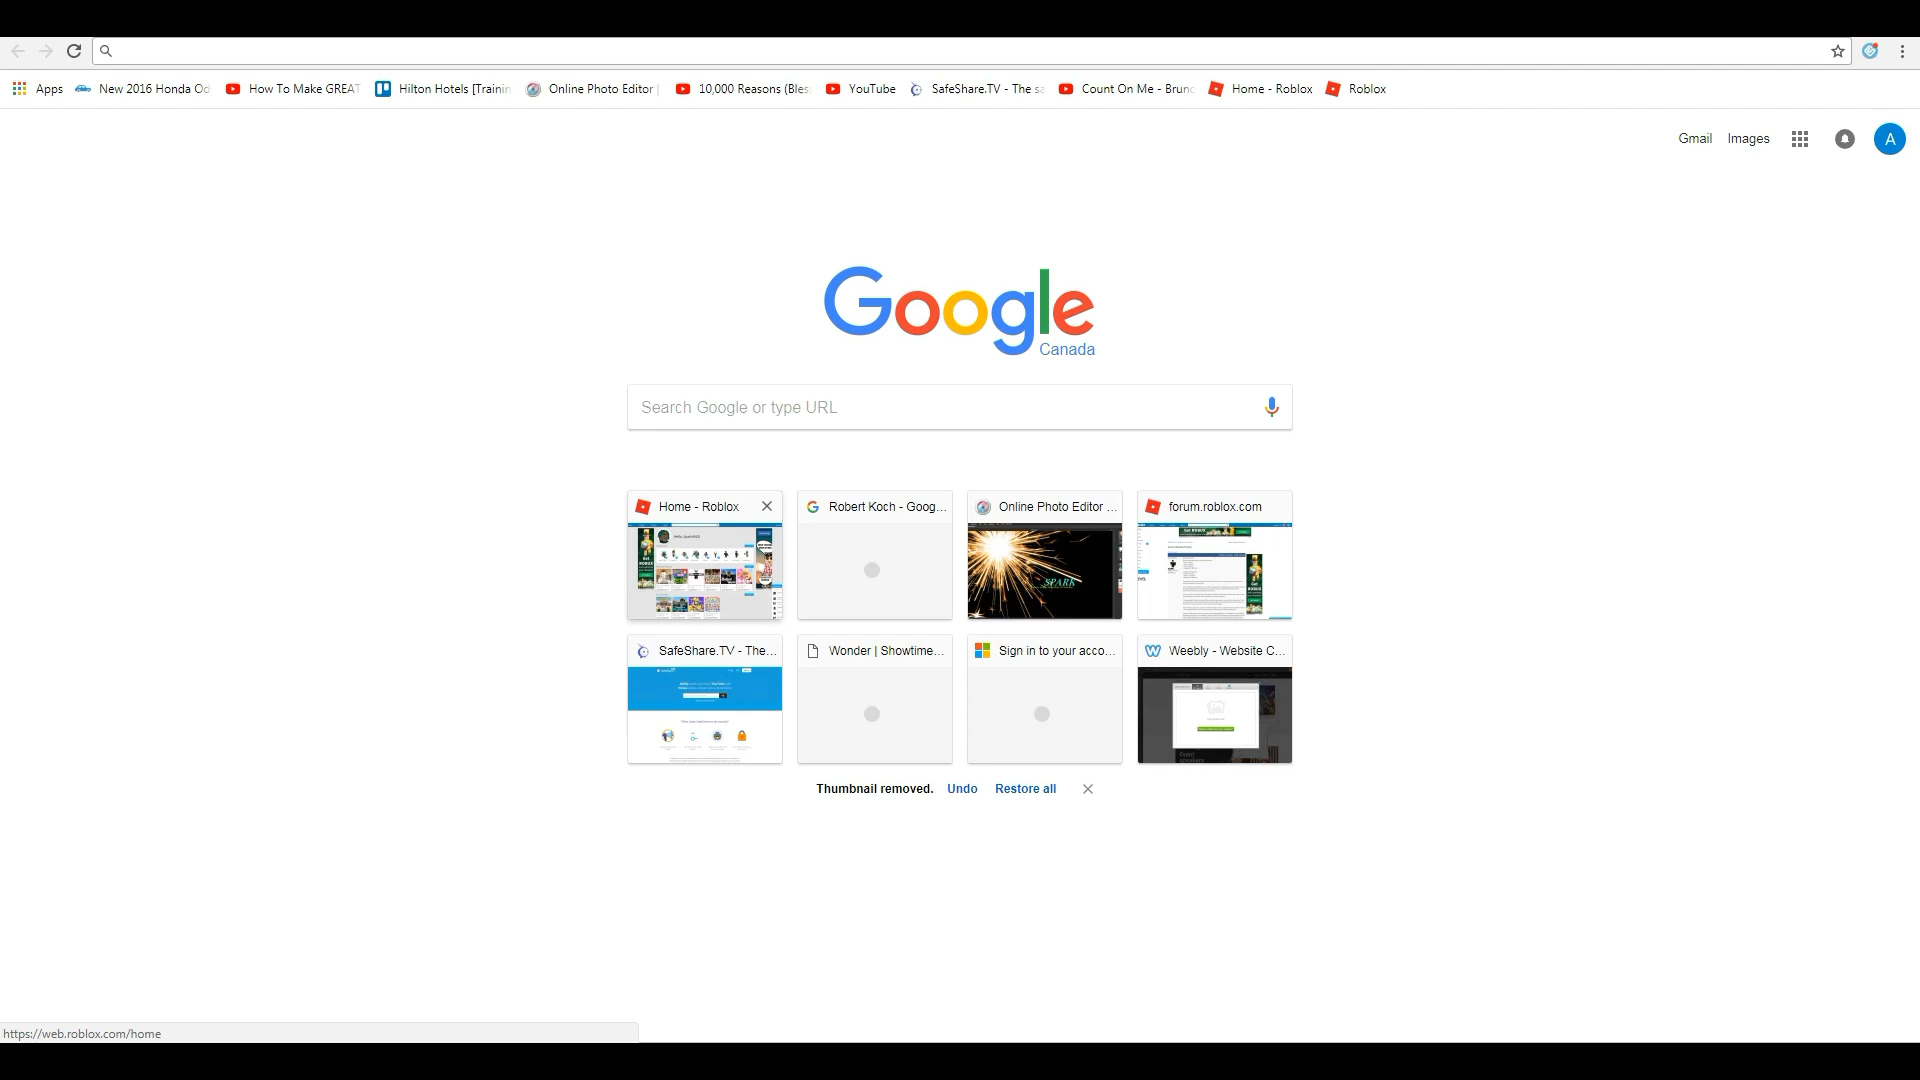 Apps New 2016 Honda Od How To Make GREAT Hilton Hotels [Trainin Online Photo Editor | 10,000 Reasons (Bles YouTube SafeShare.TV - The sa Count On Me - Brunc Home - Roblox Roblox
Gmail Images A
Google
Canada
Search Google or type URL
Home - Roblox Robert Koch - Goog... Online Photo Editor ... forum.roblox.com
SPARK
SafeShare.TV - The... Wonder | Showtime... Sign in to your acco... Weebly - Website C...
Thumbnail removed. Undo Restore all
https://web.roblox.com/home